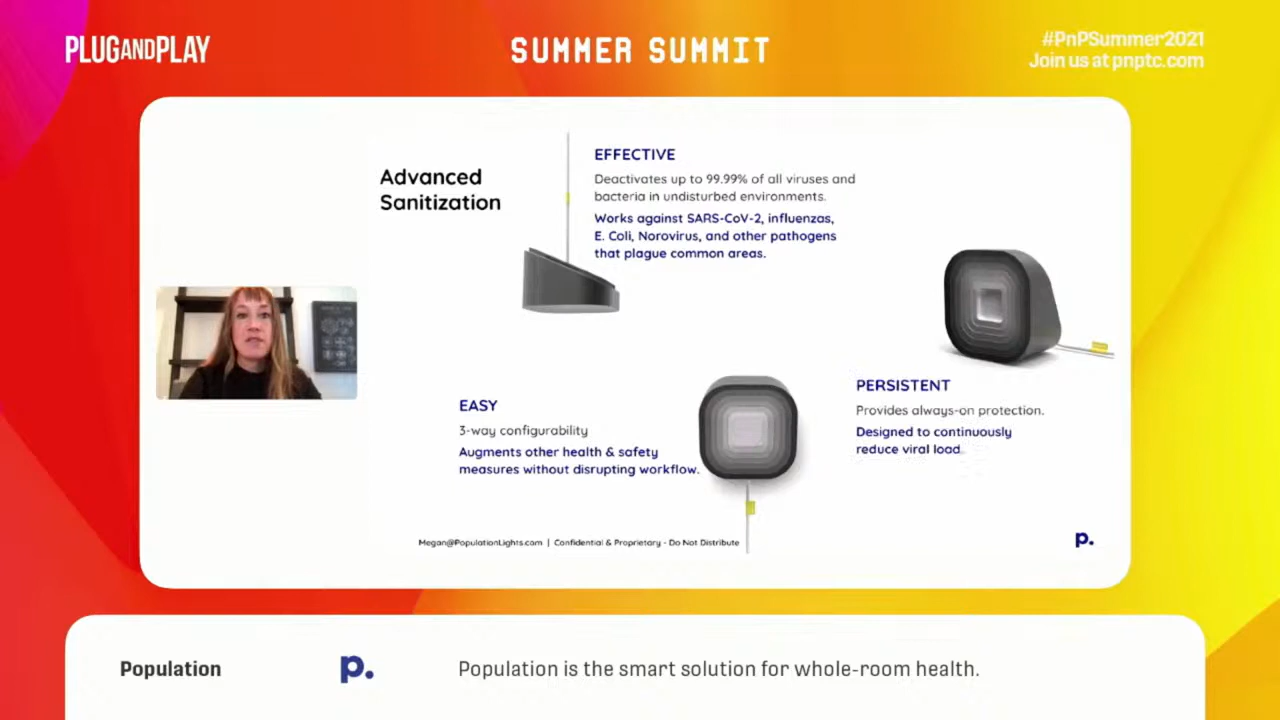 PLUGANDPLAY
SUMMER SUMMIT
#PnPSummer2021
Join us at pnptc.com
Advanced
Sanitization
EFFECTIVE
Deactivates up to 99.99% of all viruses and
bacteria in undisturbed environments.
Works against SARS-CoV-2, influenzas,
E. Coli, Norovirus, and other pathogens
that plague common areas.
EASY
3-way configurability
Augments other health & safety
measures without disrupting workflow.
PERSISTENT
Provides always-on protection.
Designed to continuously
reduce viral load.
Megan@PopulationLights.com | Confidential & Proprietary - Do Not Distribute
p.
Population
p.
Population is the smart solution for whole-room health.